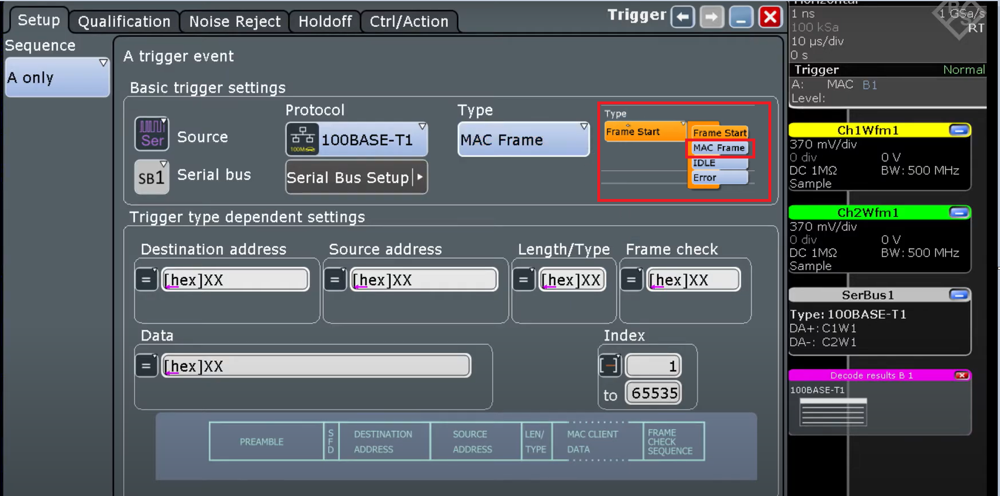 Setup
Qualification
Noise Reject
Holdoff
Ctrl/Action
Trigger
Sequence
A only
A trigger event
Basic trigger settings
Ser
Source
SB1
Serial bus
Protocol
100M
100BASE-T1
Serial Bus Setup
Type
MAC Frame
Type
Frame Start
Frame Start
MAC Frame
IDLE
Error
Trigger type dependent settings
Destination address
= [hex]XX
Source address
= [hex]XX
Length/Type
= [hex]XX
Frame check
= [hex]XX
Data
= [hex]XX
Index
[–] 1
to 65535
PREAMBLE
SFD
DESTINATION
ADDRESS
SOURCE
ADDRESS
LEN/
TYPE
MAC CLIENT
DATA
FRAME
CHECK
SEQUENCE
Horizontal
1 ns 1 GSa/s
100 kSa RT
10 µs/div
0 s
Trigger Normal
A: MAC B1
Level:
Ch1Wfm1
370 mV/div
0 div 0 V
DC 1MΩ BW: 500 MHz
Sample
Ch2Wfm1
370 mV/div
0 div 0 V
DC 1MΩ BW: 500 MHz
Sample
SerBus1
Type: 100BASE-T1
DA+: C1W1
DA-: C2W1
Decode results B 1
100BASE-T1